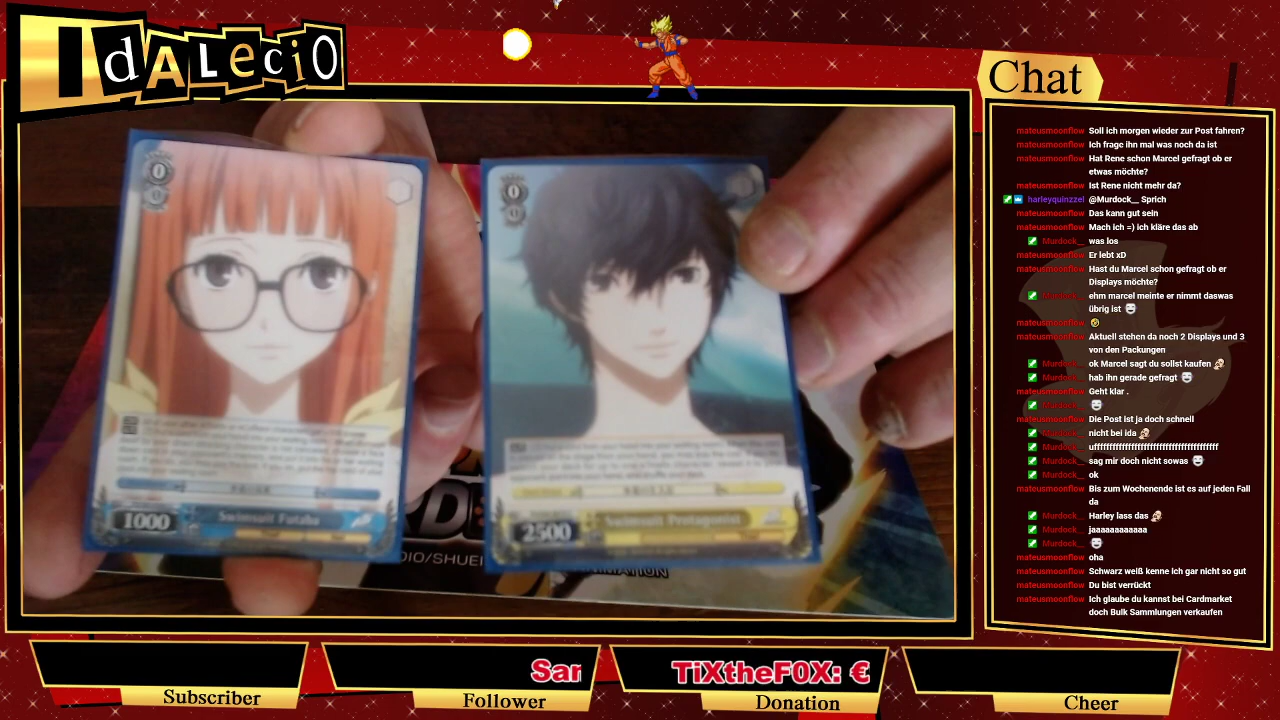 IdALeciO
Chat
mateusmoonflow Soll ich morgen wieder zur Post fahren?
mateusmoonflow Ich frage ihn mal was noch da ist
mateusmoonflow Hat Rene schon Marcel gefragt ob er
etwas möchte?
mateusmoonflow Ist Rene nicht mehr da?
harleyquinzzel @Murdock__ Sprich
mateusmoonflow Das kann gut sein
mateusmoonflow Mach ich =) ich kläre das ab
Murdock__ was los
mateusmoonflow Er lebt xD
mateusmoonflow Hast du Marcel schon gefragt ob er
Displays möchte?
Murdock__ ehm marcel meinte er nimmt daswas
übrig ist
mateusmoonflow
mateusmoonflow Aktuell stehen da noch 2 Displays und 3
von den Packungen
Murdock__ ok Marcel sagt du sollst kaufen
Murdock__ hab ihn gerade gefragt
mateusmoonflow Geht klar .
Murdock__
mateusmoonflow Die Post ist ja doch schnell
Murdock__ nicht bei ida
Murdock__
Murdock__ sag mir doch nicht sowas
Murdock__ ok
mateusmoonflow Bis zum Wochenende ist es auf jeden Fall
da
Murdock__ Harley lass das
Murdock__ jaaaaaaaaaaaa
Murdock__
mateusmoonflow oha
mateusmoonflow Schwarz weiß kenne ich gar nicht so gut
mateusmoonflow Du bist verrückt
mateusmoonflow Ich glaube du kannst bei Cardmarket
doch Bulk Sammlungen verkaufen
0
0
0
0
1000 Swimsuit Futaba
2500 Protagonist
DIO/SHUEI
ANIMATION
San
TiXtheF0X: €
Subscriber
Follower
Donation
Cheer